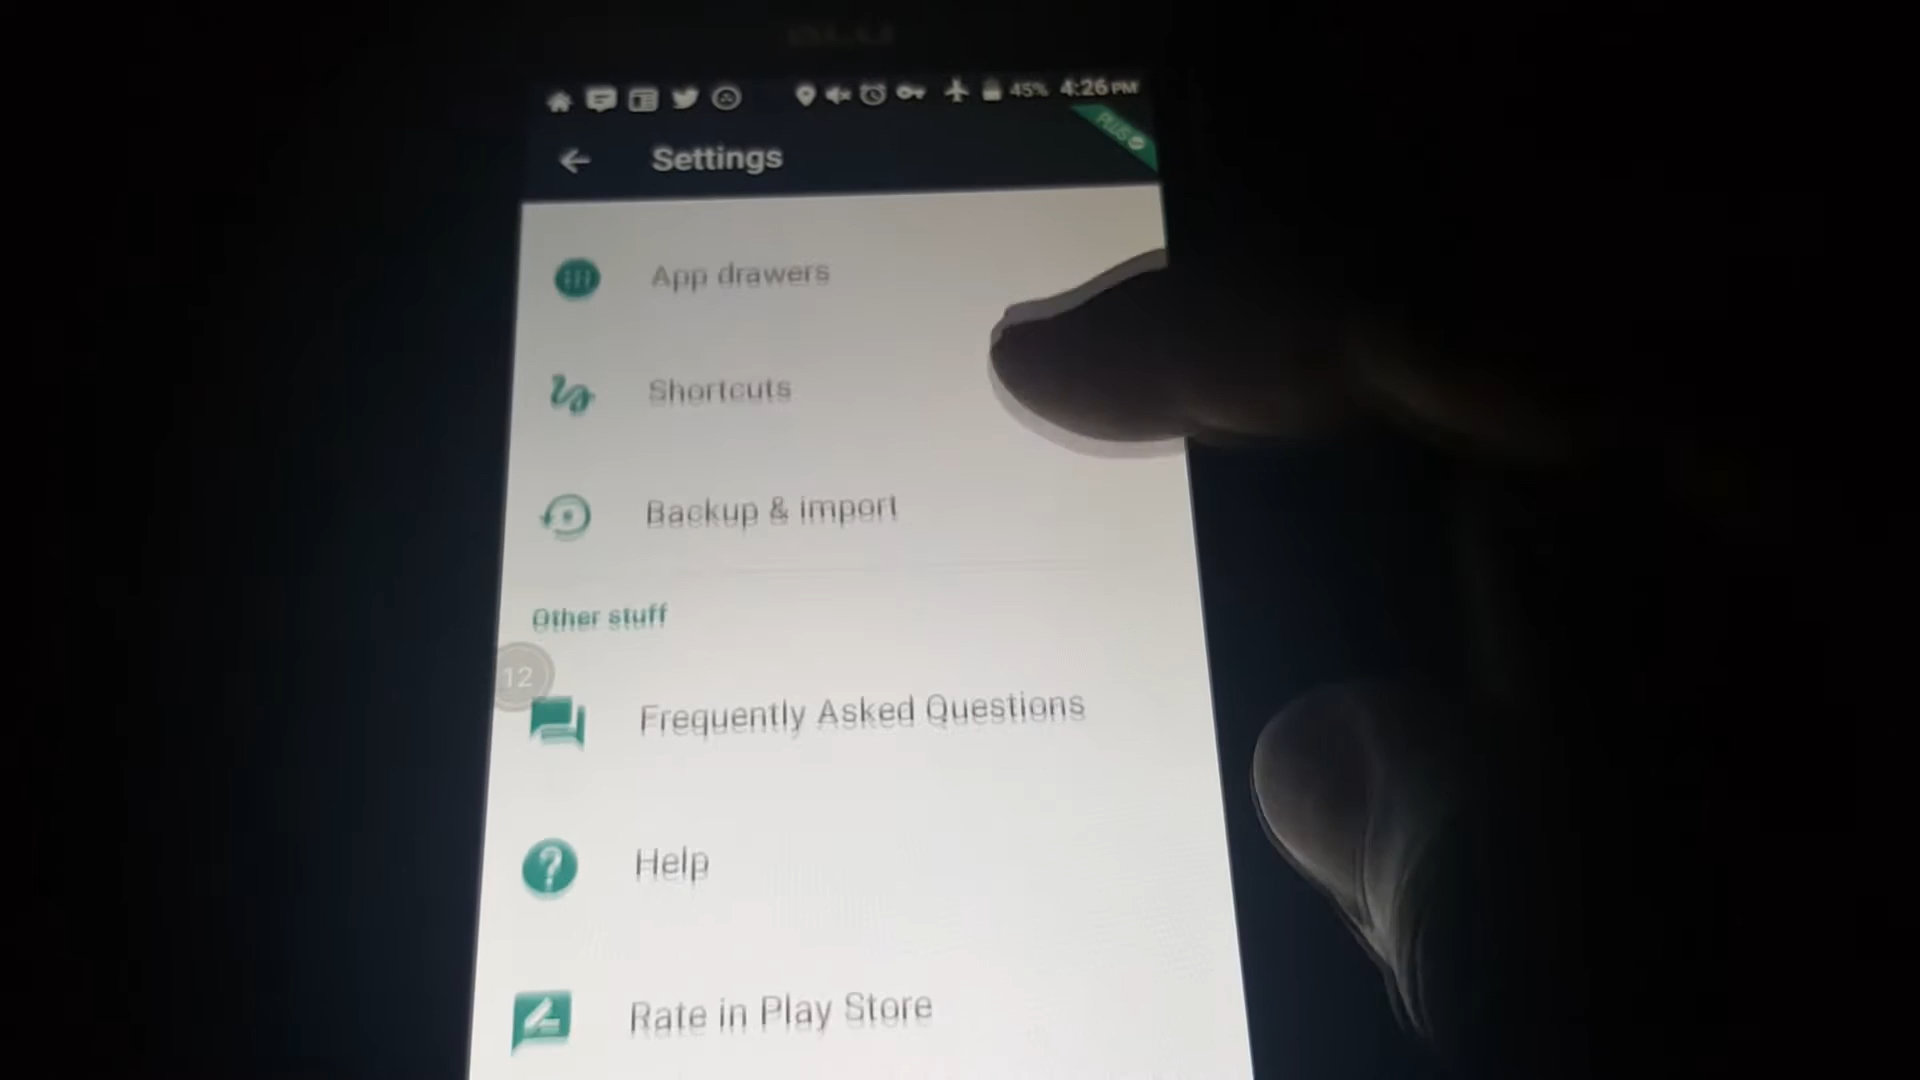 45% 4:26 PM
PLUS
Settings
App drawers
Shortcuts
Backup & import
Other stuff
12
Frequently Asked Questions
Help
Rate in Play Store